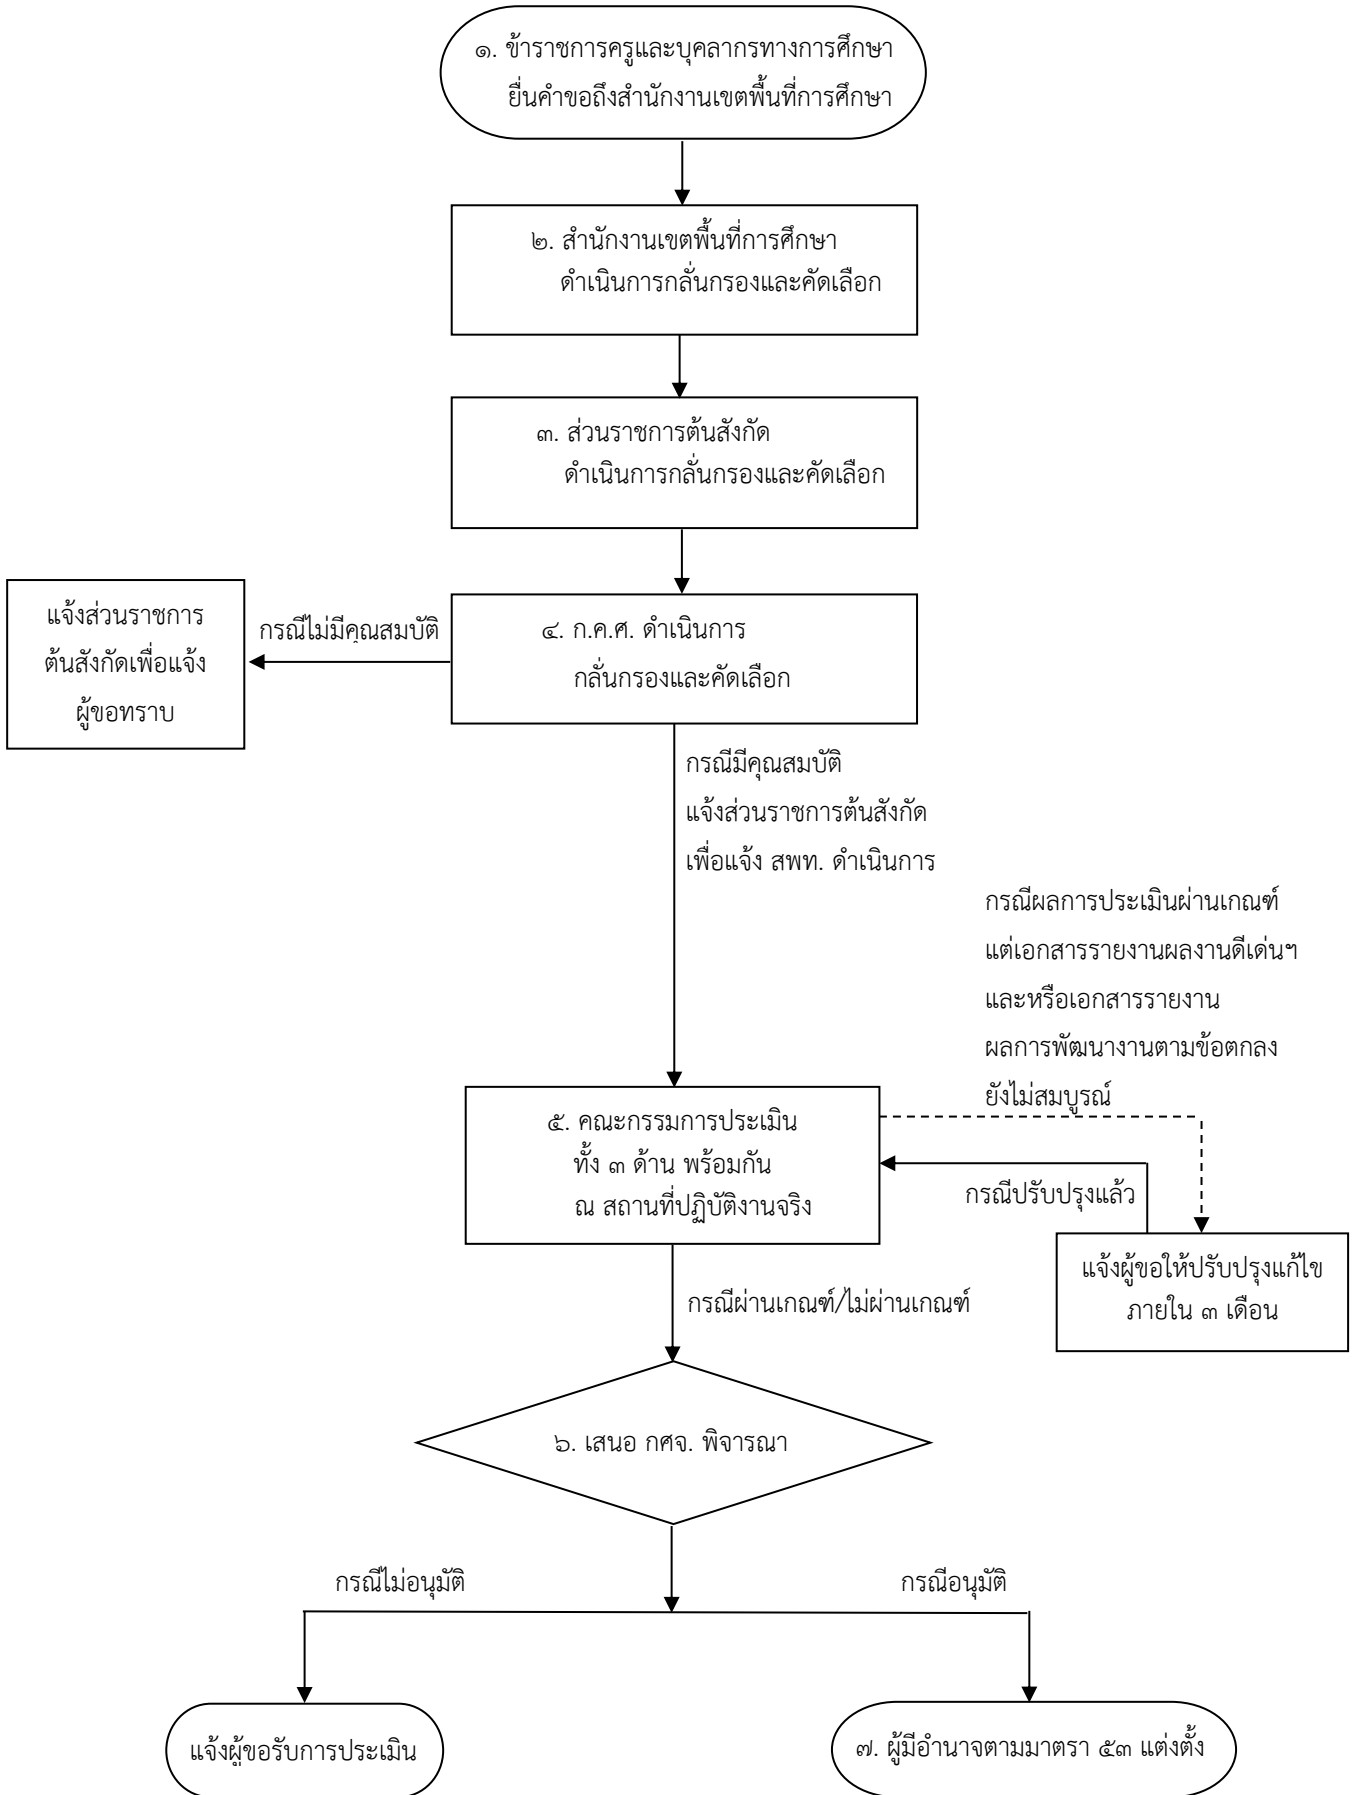 ๑. ข้าราชการครูและบุคลากรทางการศึกษา
ยื่นคำขอถึงสำนักงานเขตพื้นที่การศึกษา
๒. สำนักงานเขตพื้นที่การศึกษา
ดำเนินการกลั่นกรองและคัดเลือก
๓. ส่วนราชการต้นสังกัด
ดำเนินการกลั่นกรองและคัดเลือก
แจ้งส่วนราชการ
ต้นสังกัดเพื่อแจ้ง
ผู้ขอทราบ
กรณีไม่มีคุณสมบัติ
๔. ก.ค.ศ. ดำเนินการ
กลั่นกรองและคัดเลือก
กรณีมีคุณสมบัติ
แจ้งส่วนราชการต้นสังกัด
เพื่อแจ้ง สพท. ดำเนินการ
กรณีผลการประเมินผ่านเกณฑ์
แต่เอกสารรายงานผลงานดีเด่นฯ
และหรือเอกสารรายงาน
ผลการพัฒนางานตามข้อตกลง
ยังไม่สมบูรณ์
๕. คณะกรรมการประเมิน
ทั้ง ๓ ด้าน พร้อมกัน
ณ สถานที่ปฏิบัติงานจริง
กรณีปรับปรุงแล้ว
แจ้งผู้ขอให้ปรับปรุงแก้ไข
ภายใน ๓ เดือน
กรณีผ่านเกณฑ์/ไม่ผ่านเกณฑ์
๖. เสนอ กศจ. พิจารณา
กรณีไม่อนุมัติ
กรณีอนุมัติ
แจ้งผู้ขอรับการประเมิน
๗. ผู้มีอำนาจตามมาตรา ๕๓ แต่งตั้ง